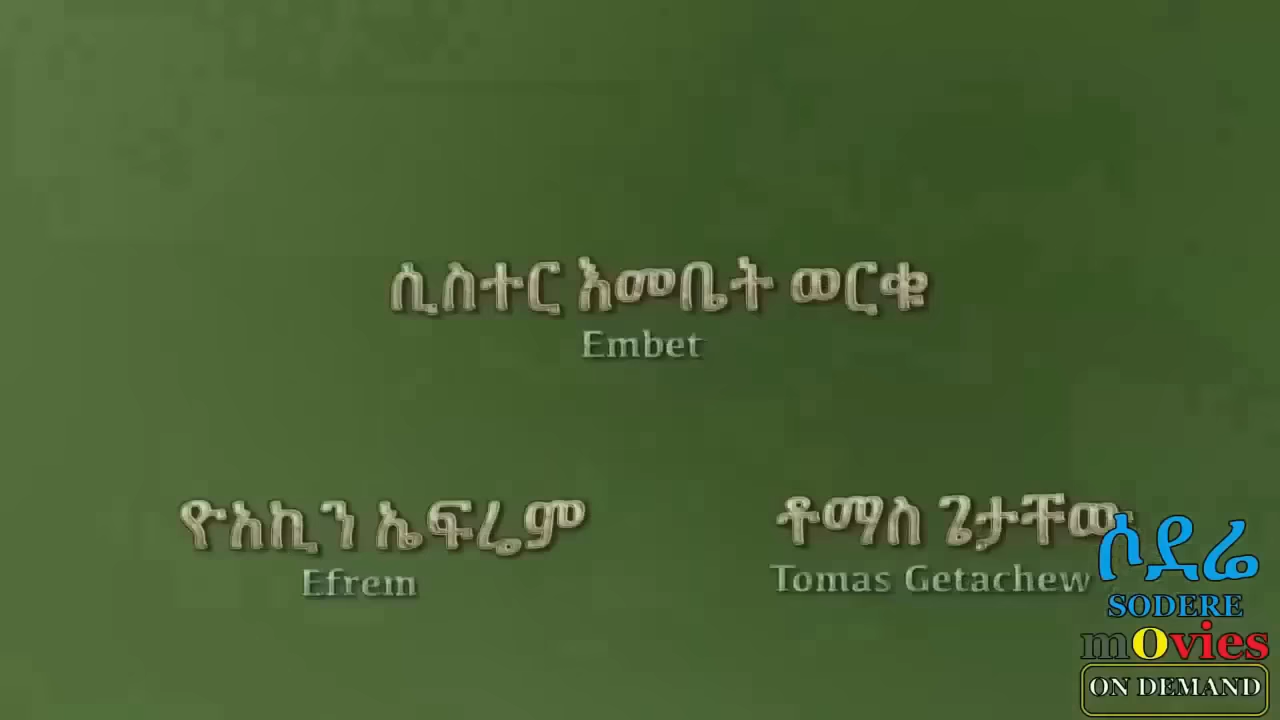 ሲስተር እመቤት ወርቁ
Embet
ዮአኪን ኤፍሬም
Efrem
ቶማስ ጌታቸው
Tomas Getachew
ሶደሬ
SODERE
mOvies
ON DEMAND